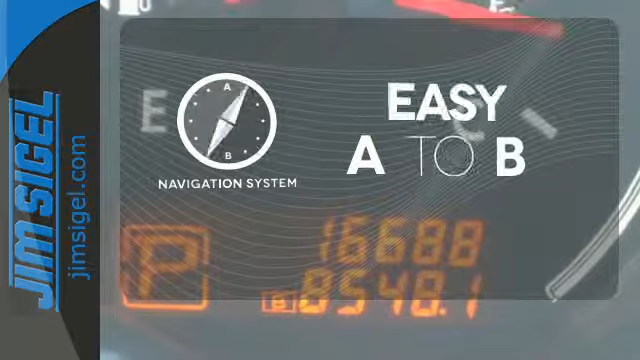 JIM SIGEL
jimsigel.com
E
A
B
NAVIGATION SYSTEM
EASY
A TO B
C
P
16688
B 8548.1